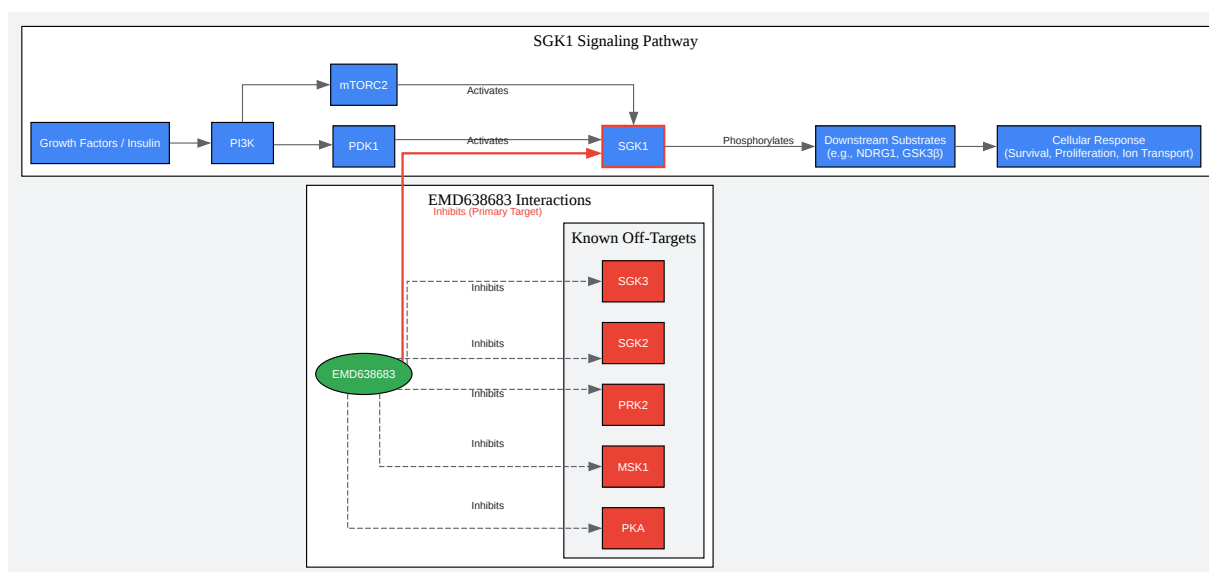 SGK1 Signaling Pathway
mTORC2
Activates
Growth Factors / Insulin
PI3K
PDK1
Activates
SGK1
Phosphorylates
Downstream Substrates
(e.g., NDRG1, GSK3β)
Cellular Response
(Survival, Proliferation, Ion Transport)
EMD638683 Interactions
Inhibits (Primary Target)
Known Off-Targets
SGK3
Inhibits
SGK2
Inhibits
EMD638683
PRK2
Inhibits
MSK1
Inhibits
PKA
Inhibits